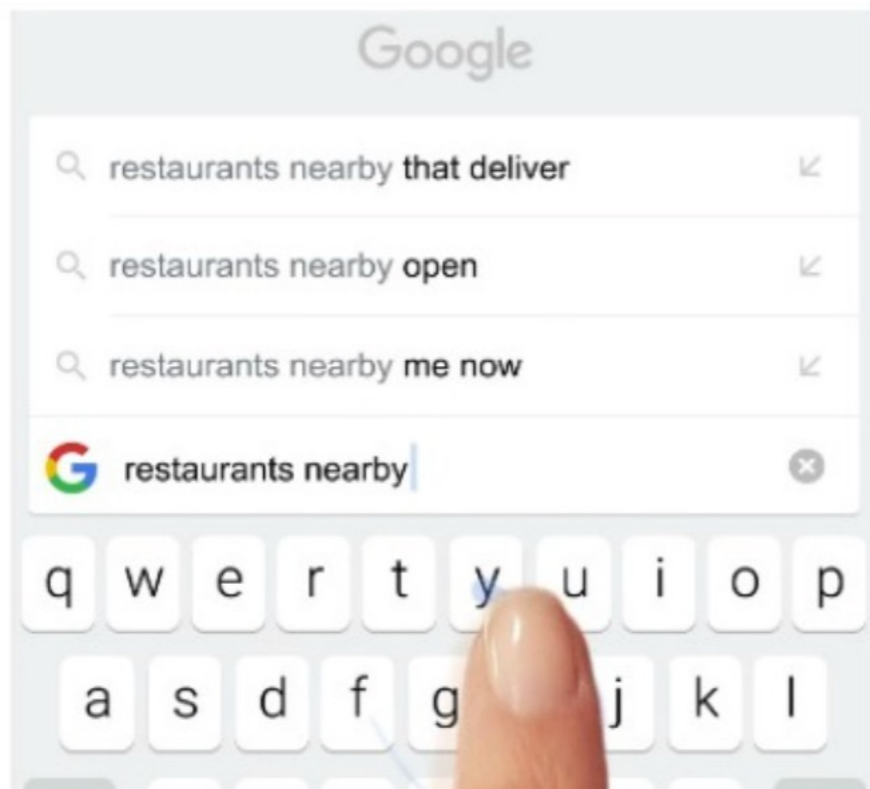 Google
restaurants nearby that deliver
restaurants nearby open
restaurants nearby me now
restaurants nearby
q w e r t y u i o p
a s d f g j k l